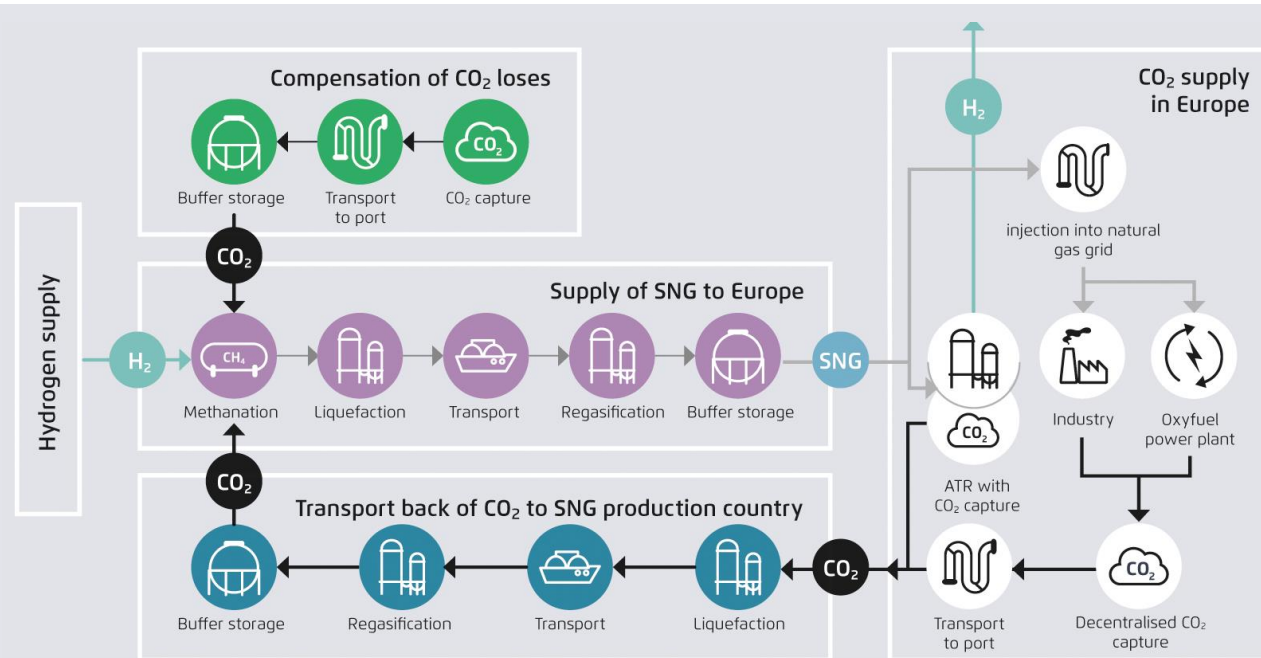 Compensation of CO₂ loses
Buffer storage
Transport
to port
CO₂
CO₂ capture
CO₂
Hydrogen supply
H₂
Supply of SNG to Europe
CH₄
Methanation
Liquefaction
Transport
Regasification
Buffer storage
SNG
CO₂
Transport back of CO₂ to SNG production country
Buffer storage
Regasification
Transport
Liquefaction
CO₂
CO₂ supply
in Europe
H₂
injection into natural
gas grid
Industry
Oxyfuel
power plant
CO₂
ATR with
CO₂ capture
Transport
to port
CO₂
Decentralised CO₂
capture